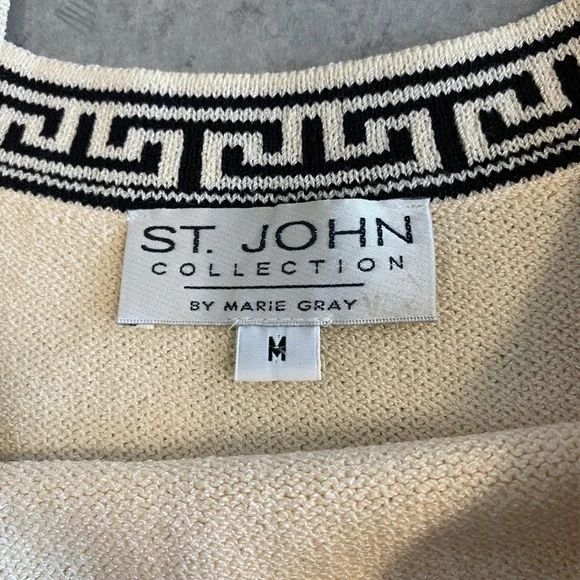 ST. JOHN
COLLECTION
BY MARIE GRAY
M